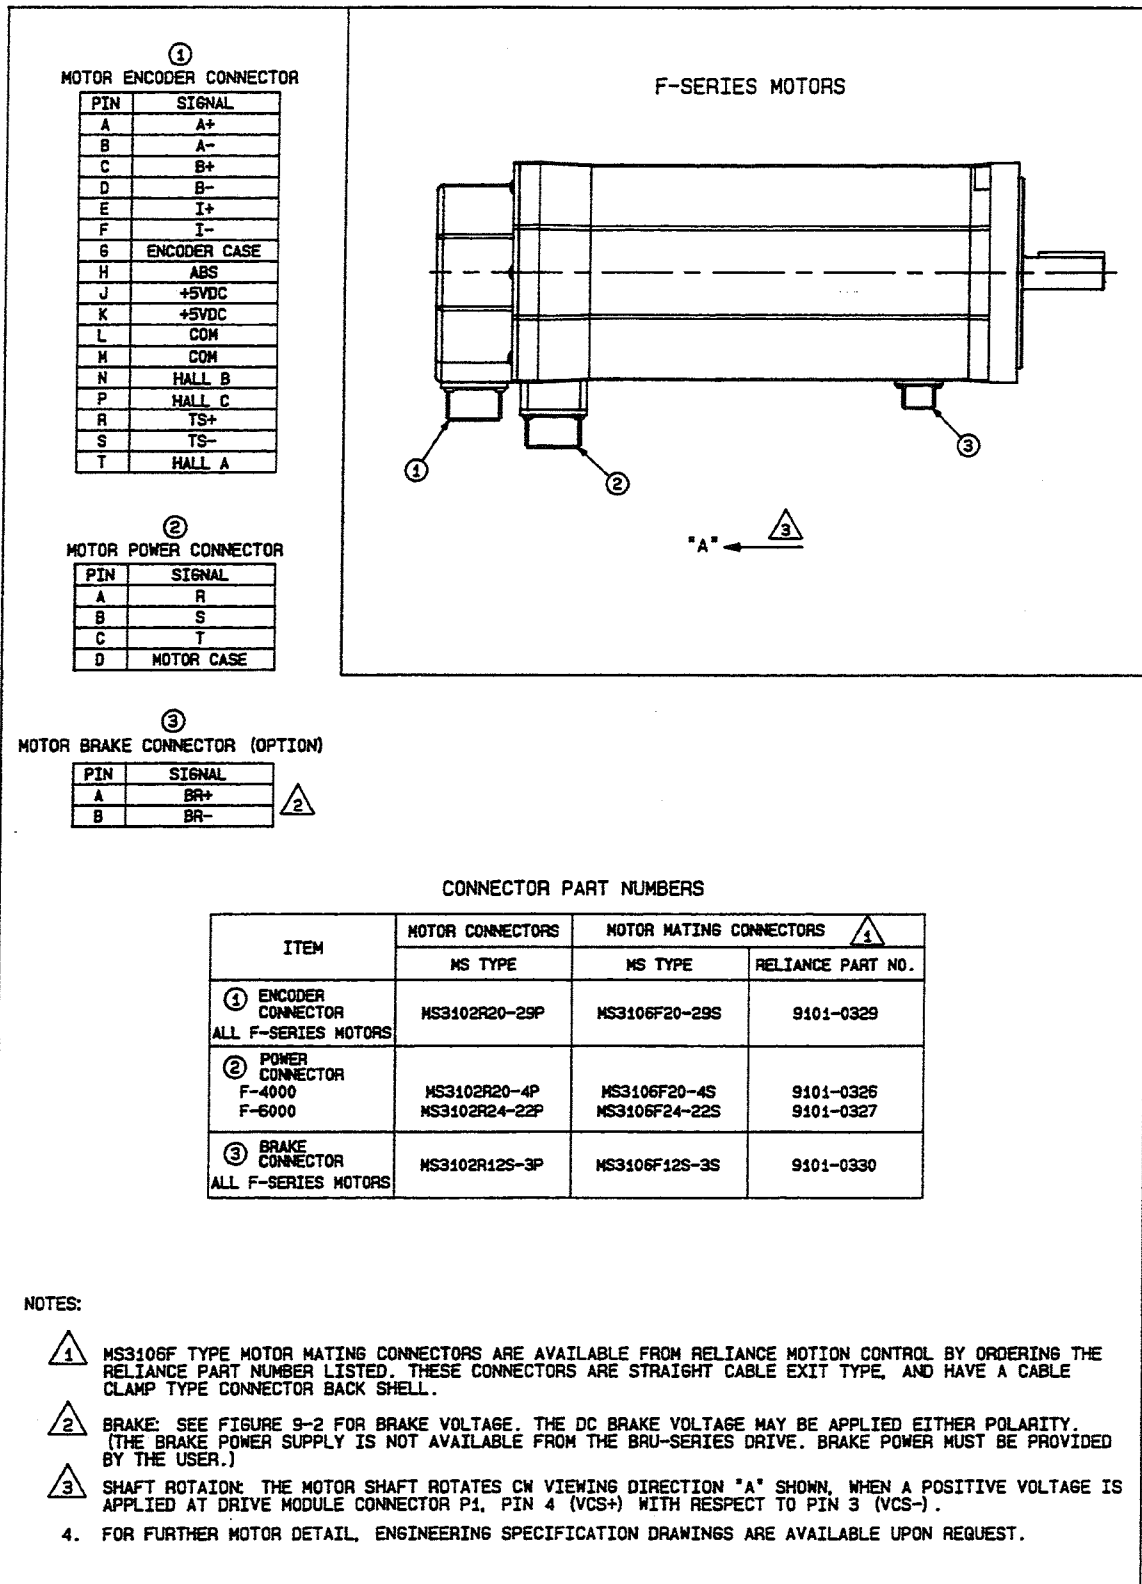 1
MOTOR ENCODER CONNECTOR
PIN SIGNAL
A A+
B A-
C B+
D B-
E I+
F I-
G ENCODER CASE
H ABS
J +5VDC
K +5VDC
L COM
M COM
N HALL B
P HALL C
R TS+
S TS-
T HALL A
2
MOTOR POWER CONNECTOR
PIN SIGNAL
A R
B S
C T
D MOTOR CASE
3
MOTOR BRAKE CONNECTOR (OPTION)
PIN SIGNAL
A BR+
B BR-
2
F-SERIES MOTORS
1
2
3
"A"
3
CONNECTOR PART NUMBERS
ITEM
MOTOR CONNECTORS
MOTOR MATING CONNECTORS 1
MS TYPE
MS TYPE
RELIANCE PART NO.
1 ENCODER
CONNECTOR
ALL F-SERIES MOTORS
MS3102R20-29P MS3106F20-29S 9101-0329
2 POWER
CONNECTOR
F-4000 MS3102R20-4P MS3106F20-4S 9101-0326
F-6000 MS3102R24-22P MS3106F24-22S 9101-0327
3 BRAKE
CONNECTOR
ALL F-SERIES MOTORS
MS3102R12S-3P MS3106F12S-3S 9101-0330
NOTES:
1 MS3106F TYPE MOTOR MATING CONNECTORS ARE AVAILABLE FROM RELIANCE MOTION CONTROL BY ORDERING THE
RELIANCE PART NUMBER LISTED. THESE CONNECTORS ARE STRAIGHT CABLE EXIT TYPE, AND HAVE A CABLE
CLAMP TYPE CONNECTOR BACK SHELL.
2 BRAKE: SEE FIGURE 9-2 FOR BRAKE VOLTAGE. THE DC BRAKE VOLTAGE MAY BE APPLIED EITHER POLARITY.
(THE BRAKE POWER SUPPLY IS NOT AVAILABLE FROM THE BRU-SERIES DRIVE. BRAKE POWER MUST BE PROVIDED
BY THE USER.)
3 SHAFT ROTAION: THE MOTOR SHAFT ROTATES CW VIEWING DIRECTION "A" SHOWN, WHEN A POSITIVE VOLTAGE IS
APPLIED AT DRIVE MODULE CONNECTOR P1, PIN 4 (VCS+) WITH RESPECT TO PIN 3 (VCS-).
4. FOR FURTHER MOTOR DETAIL, ENGINEERING SPECIFICATION DRAWINGS ARE AVAILABLE UPON REQUEST.